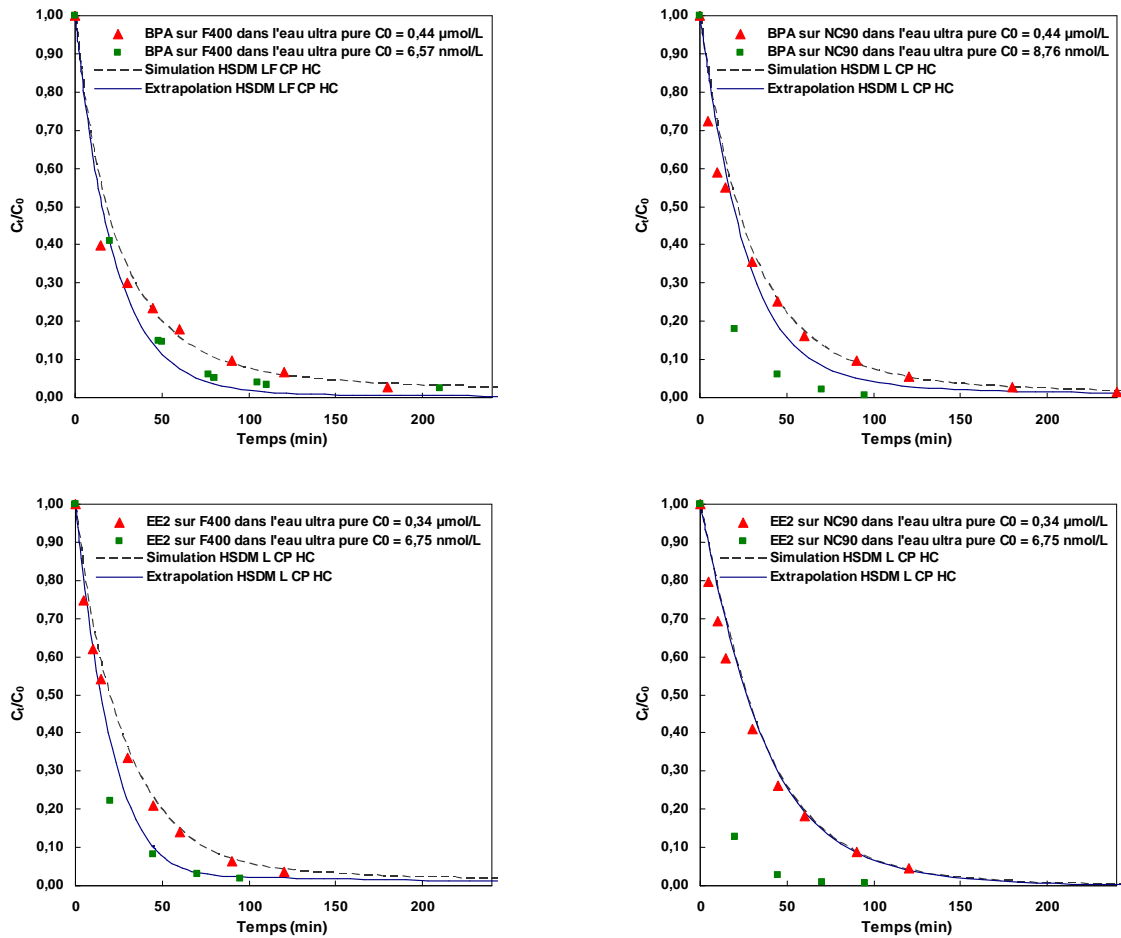 1,00
0,90
0,80
0,70
0,60
0,50
0,40
0,30
0,20
0,10
0,00
Ct/C0
BPA sur F400 dans l'eau ultra pure C0 = 0,44 µmol/L
BPA sur F400 dans l'eau ultra pure C0 = 6,57 nmol/L
Simulation HSDM LF CP HC
Extrapolation HSDM LF CP HC
0 50 100 150 200
Temps (min)
1,00
0,90
0,80
0,70
0,60
0,50
0,40
0,30
0,20
0,10
0,00
Ct/C0
BPA sur NC90 dans l'eau ultra pure C0 = 0,44 µmol/L
BPA sur NC90 dans l'eau ultra pure C0 = 8,76 nmol/L
Simulation HSDM L CP HC
Extrapolation HSDM L CP HC
0 50 100 150 200
Temps (min)
1,00
0,90
0,80
0,70
0,60
0,50
0,40
0,30
0,20
0,10
0,00
Ct/C0
EE2 sur F400 dans l'eau ultra pure C0 = 0,34 µmol/L
EE2 sur F400 dans l'eau ultra pure C0 = 6,75 nmol/L
Simulation HSDM L CP HC
Extrapolation HSDM L CP HC
0 50 100 150 200
Temps (min)
1,00
0,90
0,80
0,70
0,60
0,50
0,40
0,30
0,20
0,10
0,00
Ct/C0
EE2 sur NC90 dans l'eau ultra pure C0 = 0,34 µmol/L
EE2 sur NC90 dans l'eau ultra pure C0 = 6,75 nmol/L
Simulation HSDM L CP HC
Extrapolation HSDM L CP HC
0 50 100 150 200
Temps (min)